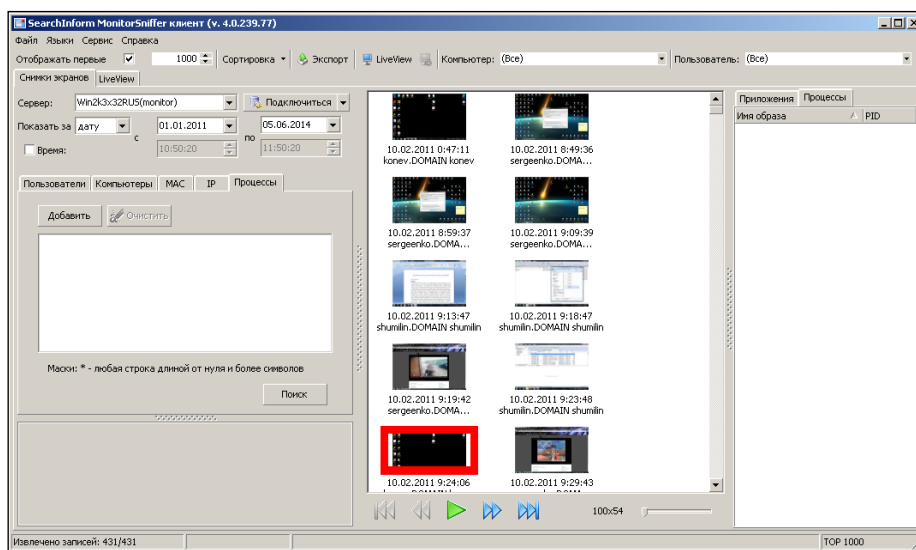 SearchInform MonitorSniffer клиент (v. 4.0.239.77)
Файл Языки Сервис Справка
Отображать первые 1000 Сортировка Экспорт LiveView Компьютер: (Все) Пользователь: (Все)
Снимки экранов LiveView
Сервер: Win2k3x32RUS(monitor) Подключиться
Показать за дату с 01.01.2011 по 05.06.2014
Время: 10:50:20 11:50:20
Пользователи Компьютеры MAC IP Процессы
Добавить Очистить
Маски: * - любая строка длиной от нуля и более символов
Поиск
10.02.2011 0:47:11 10.02.2011 8:49:36
konev.DOMAIN konev sergeenko.DOMA...
10.02.2011 8:59:37 10.02.2011 9:09:39
sergeenko.DOMA... sergeenko.DOMA...
10.02.2011 9:13:47 10.02.2011 9:18:47
shumilin.DOMAIN shumilin shumilin.DOMAIN shumilin
10.02.2011 9:19:42 10.02.2011 9:23:48
sergeenko.DOMA... shumilin.DOMAIN shumilin
10.02.2011 9:24:06 10.02.2011 9:29:43
100x54
Приложения Процессы
Имя образа PID
Извлечено записей: 431/431 TOP 1000